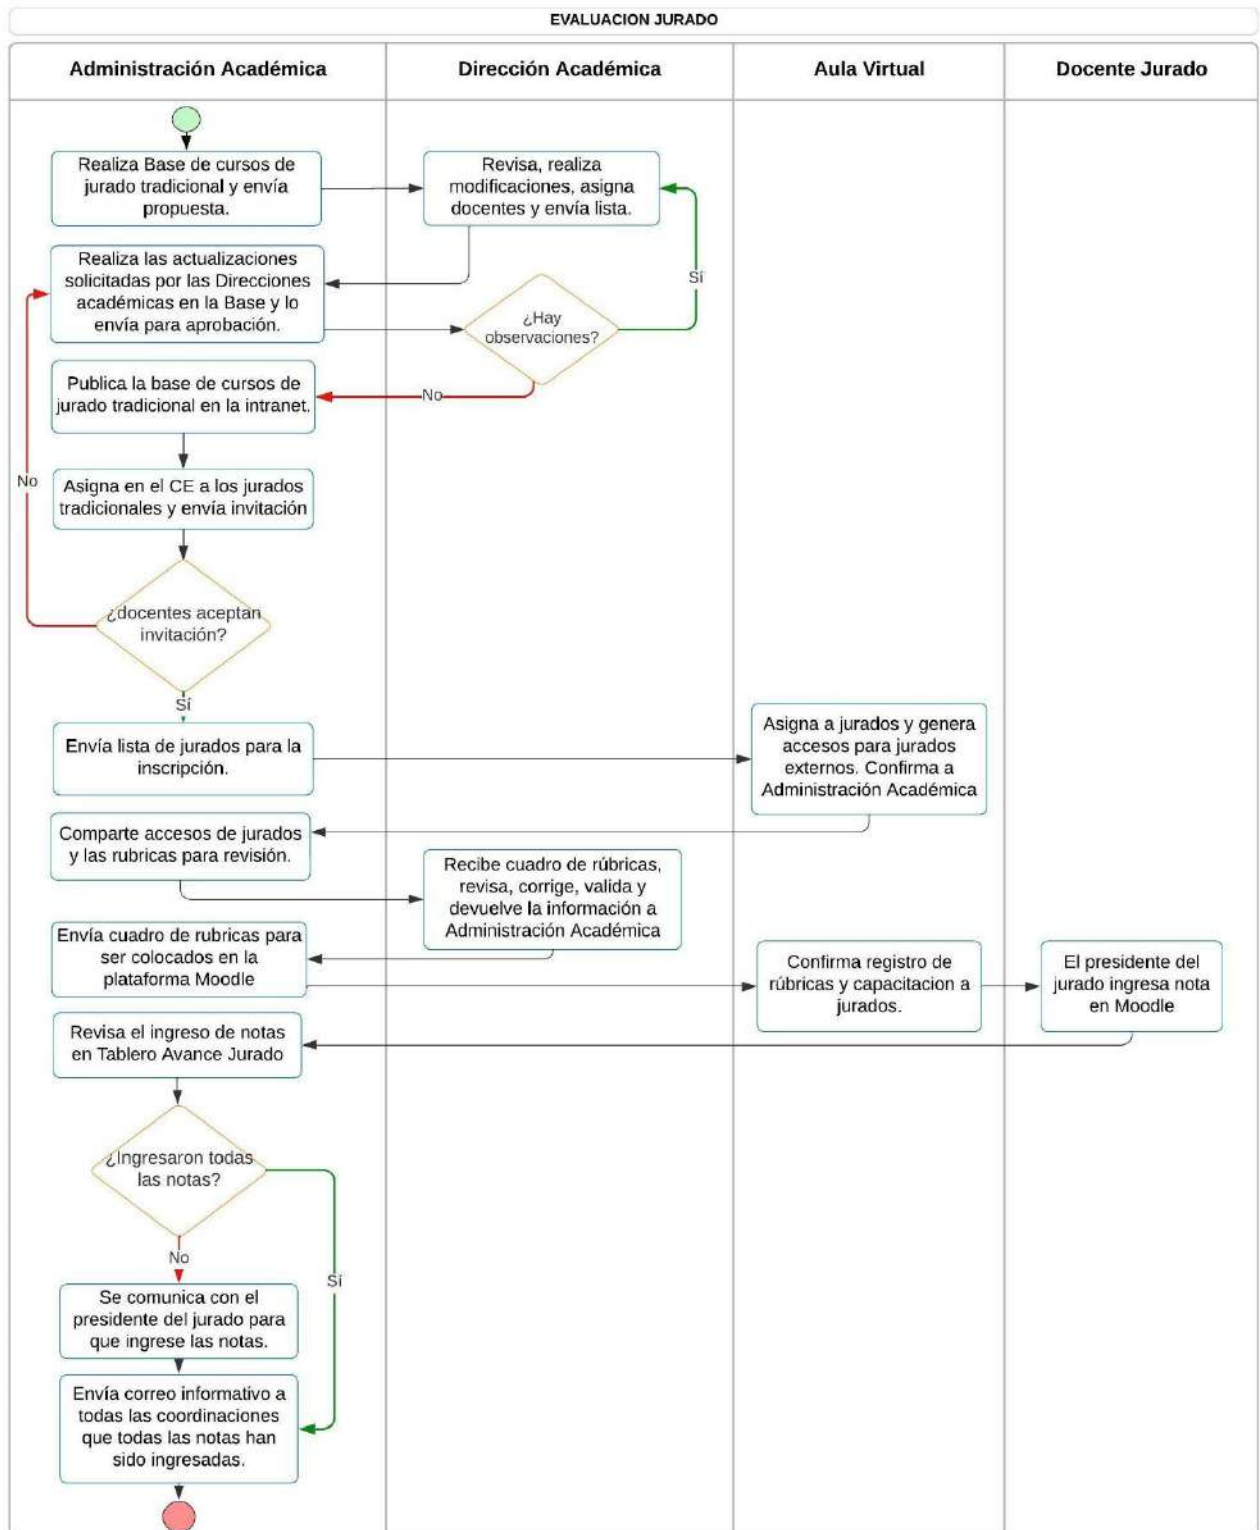 EVALUACION JURADO
Administración Académica
Dirección Académica
Aula Virtual
Docente Jurado
Realiza Base de cursos de
jurado tradicional y envía
propuesta.
Revisa, realiza
modificaciones, asigna
docentes y envía lista.
Realiza las actualizaciones
solicitadas por las Direcciones
académicas en la Base y lo
envía para aprobación.
¿Hay
observaciones?
Sí
No
Publica la base de cursos de
jurado tradicional en la intranet.
Asigna en el CE a los jurados
tradicionales y envía invitación
No
¿docentes aceptan
invitación?
Sí
Envía lista de jurados para la
inscripción.
Asigna a jurados y genera
accesos para jurados
externos. Confirma a
Administración Académica
Comparte accesos de jurados
y las rubricas para revisión.
Recibe cuadro de rúbricas,
revisa, corrige, valida y
devuelve la información a
Administración Académica
Envía cuadro de rubricas para
ser colocados en la
plataforma Moodle
Confirma registro de
rúbricas y capacitacion a
jurados.
El presidente del
jurado ingresa nota
en Moodle
Revisa el ingreso de notas
en Tablero Avance Jurado
¿Ingresaron todas
las notas?
No
Sí
Se comunica con el
presidente del jurado para
que ingrese las notas.
Envía correo informativo a
todas las coordinaciones
que todas las notas han
sido ingresadas.